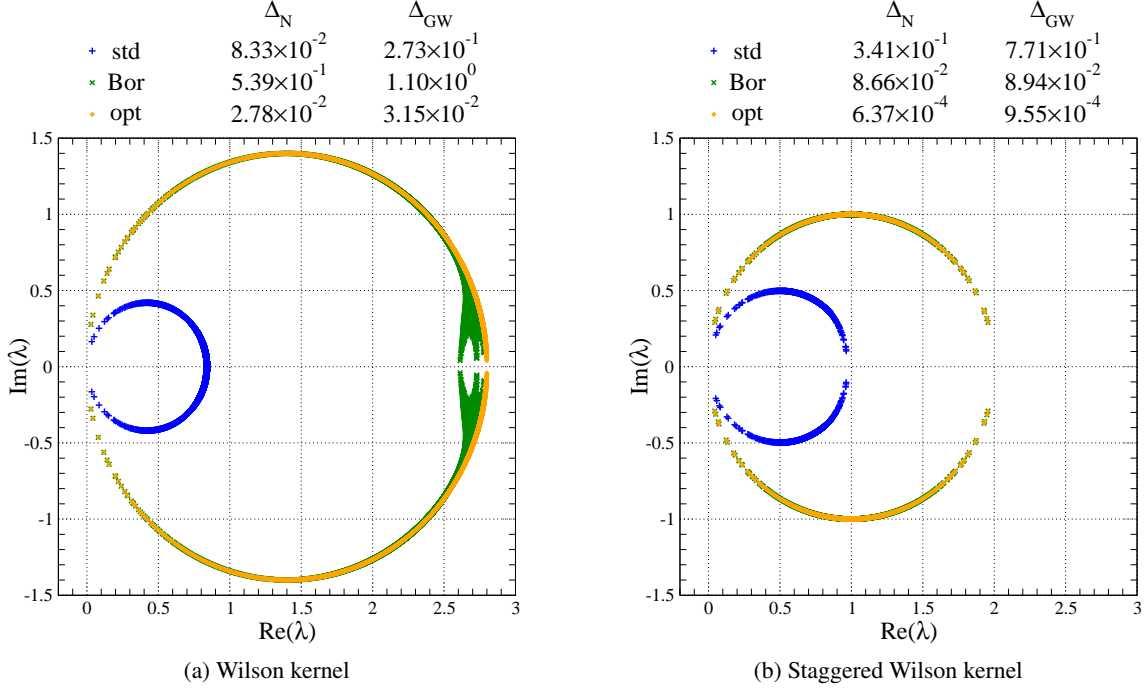 Δ_N Δ_GW
+ std 8.33×10^-2 2.73×10^-1
× Bor 5.39×10^-1 1.10×10^0
opt 2.78×10^-2 3.15×10^-2
Δ_N Δ_GW
+ std 3.41×10^-1 7.71×10^-1
× Bor 8.66×10^-2 8.94×10^-2
opt 6.37×10^-4 9.55×10^-4
1.5
1
0.5
0
-0.5
-1
-1.5
Im(λ)
0 0.5 1 1.5 2 2.5 3
Re(λ)
1.5
1
0.5
0
-0.5
-1
-1.5
Im(λ)
0 0.5 1 1.5 2 2.5 3
Re(λ)
(a) Wilson kernel
(b) Staggered Wilson kernel